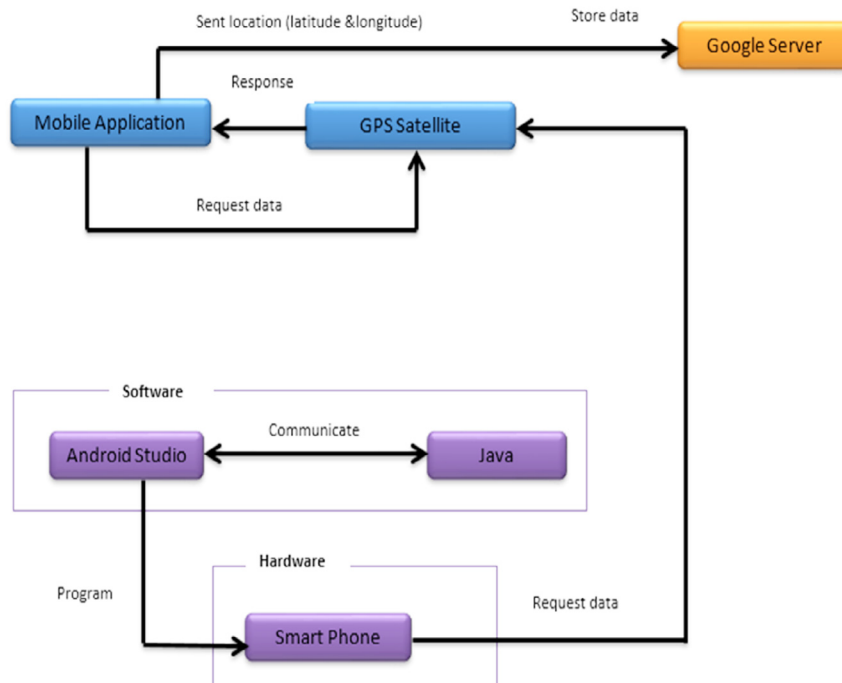 Sent location (latitude &longitude)
Store data
Google Server
Response
Mobile Application
GPS Satellite
Request data
Software
Communicate
Android Studio
Java
Hardware
Program
Request data
Smart Phone